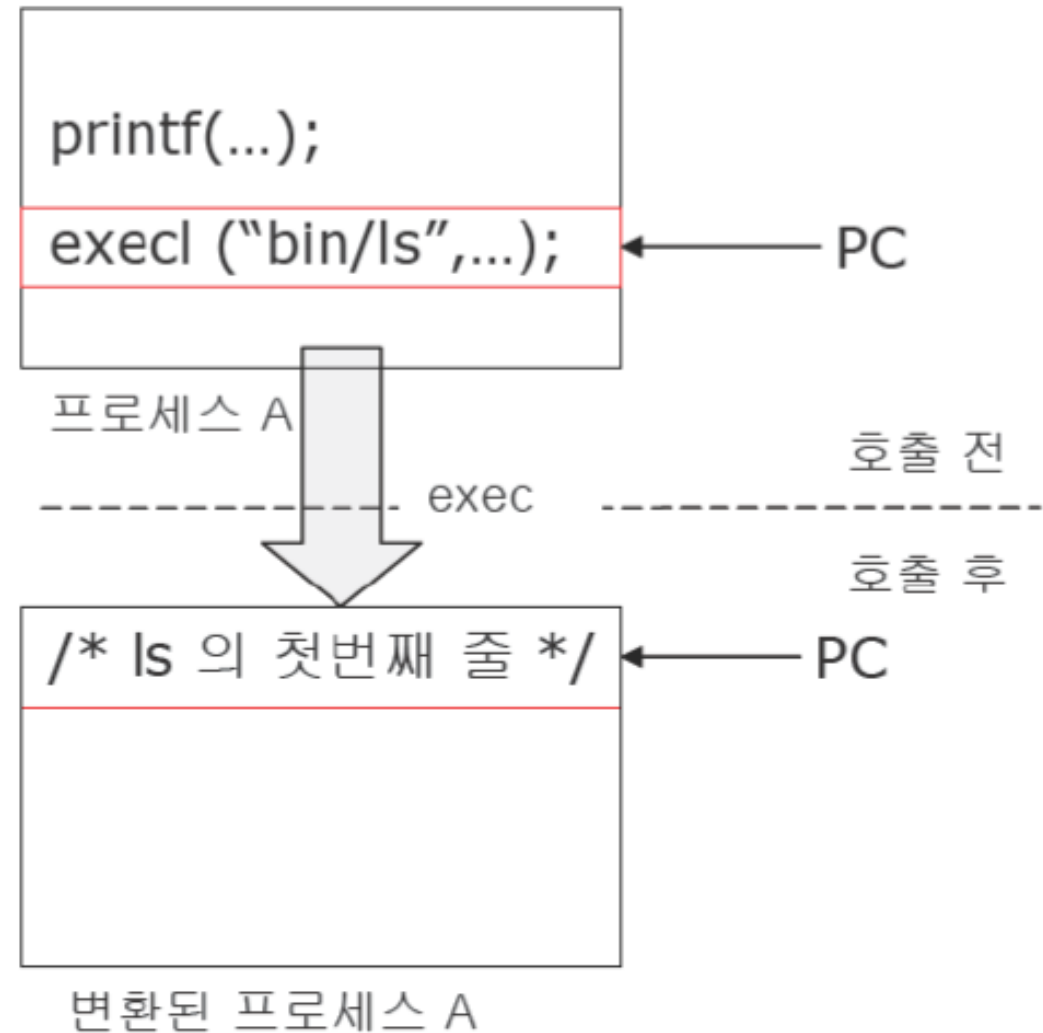 printf(...);
execl (“bin/ls”,...);
PC
프로세스 A
호출 전
exec
호출 후
/* ls 의 첫번째 줄 */
PC
변환된 프로세스 A